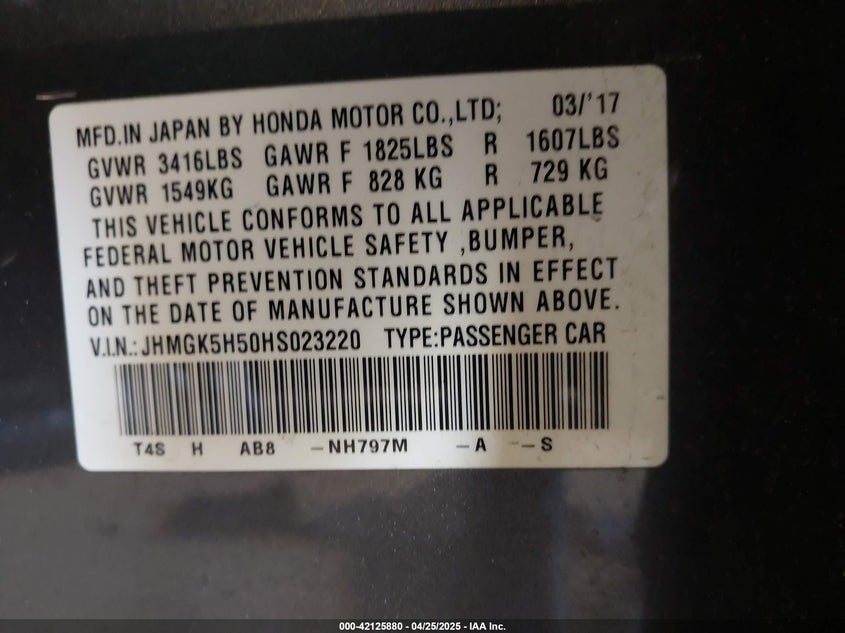 MFD.IN JAPAN BY HONDA MOTOR CO.,LTD; 03/'17
GVWR 3416LBS GAWR F 1825LBS R 1607LBS
GVWR 1549KG GAWR F 828 KG R 729 KG
THIS VEHICLE CONFORMS TO ALL APPLICABLE
FEDERAL MOTOR VEHICLE SAFETY ,BUMPER,
AND THEFT PREVENTION STANDARDS IN EFFECT
ON THE DATE OF MANUFACTURE SHOWN ABOVE.
V.I.N.: JHMGK5H50HS023220 TYPE:PASSENGER CAR
T4S H AB8 -NH797M -A -S
000-42125880 - 04/25/2025 - IAA Inc.